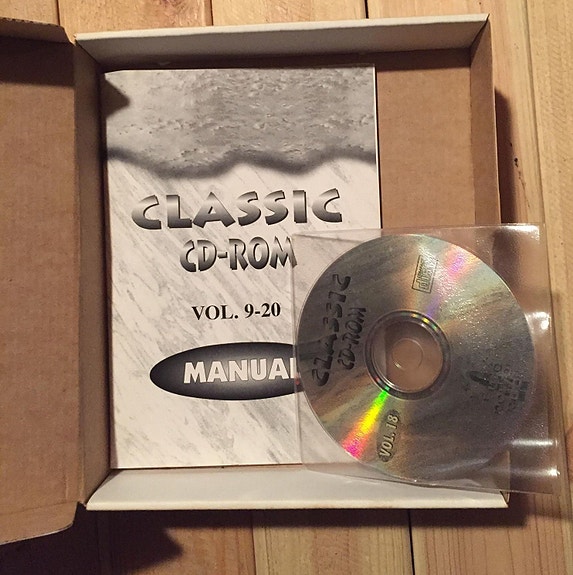 CLASSIC
CD-ROM
VOL. 9-20
MANUAL
CLASSIC
CD-ROM
VOL. 18